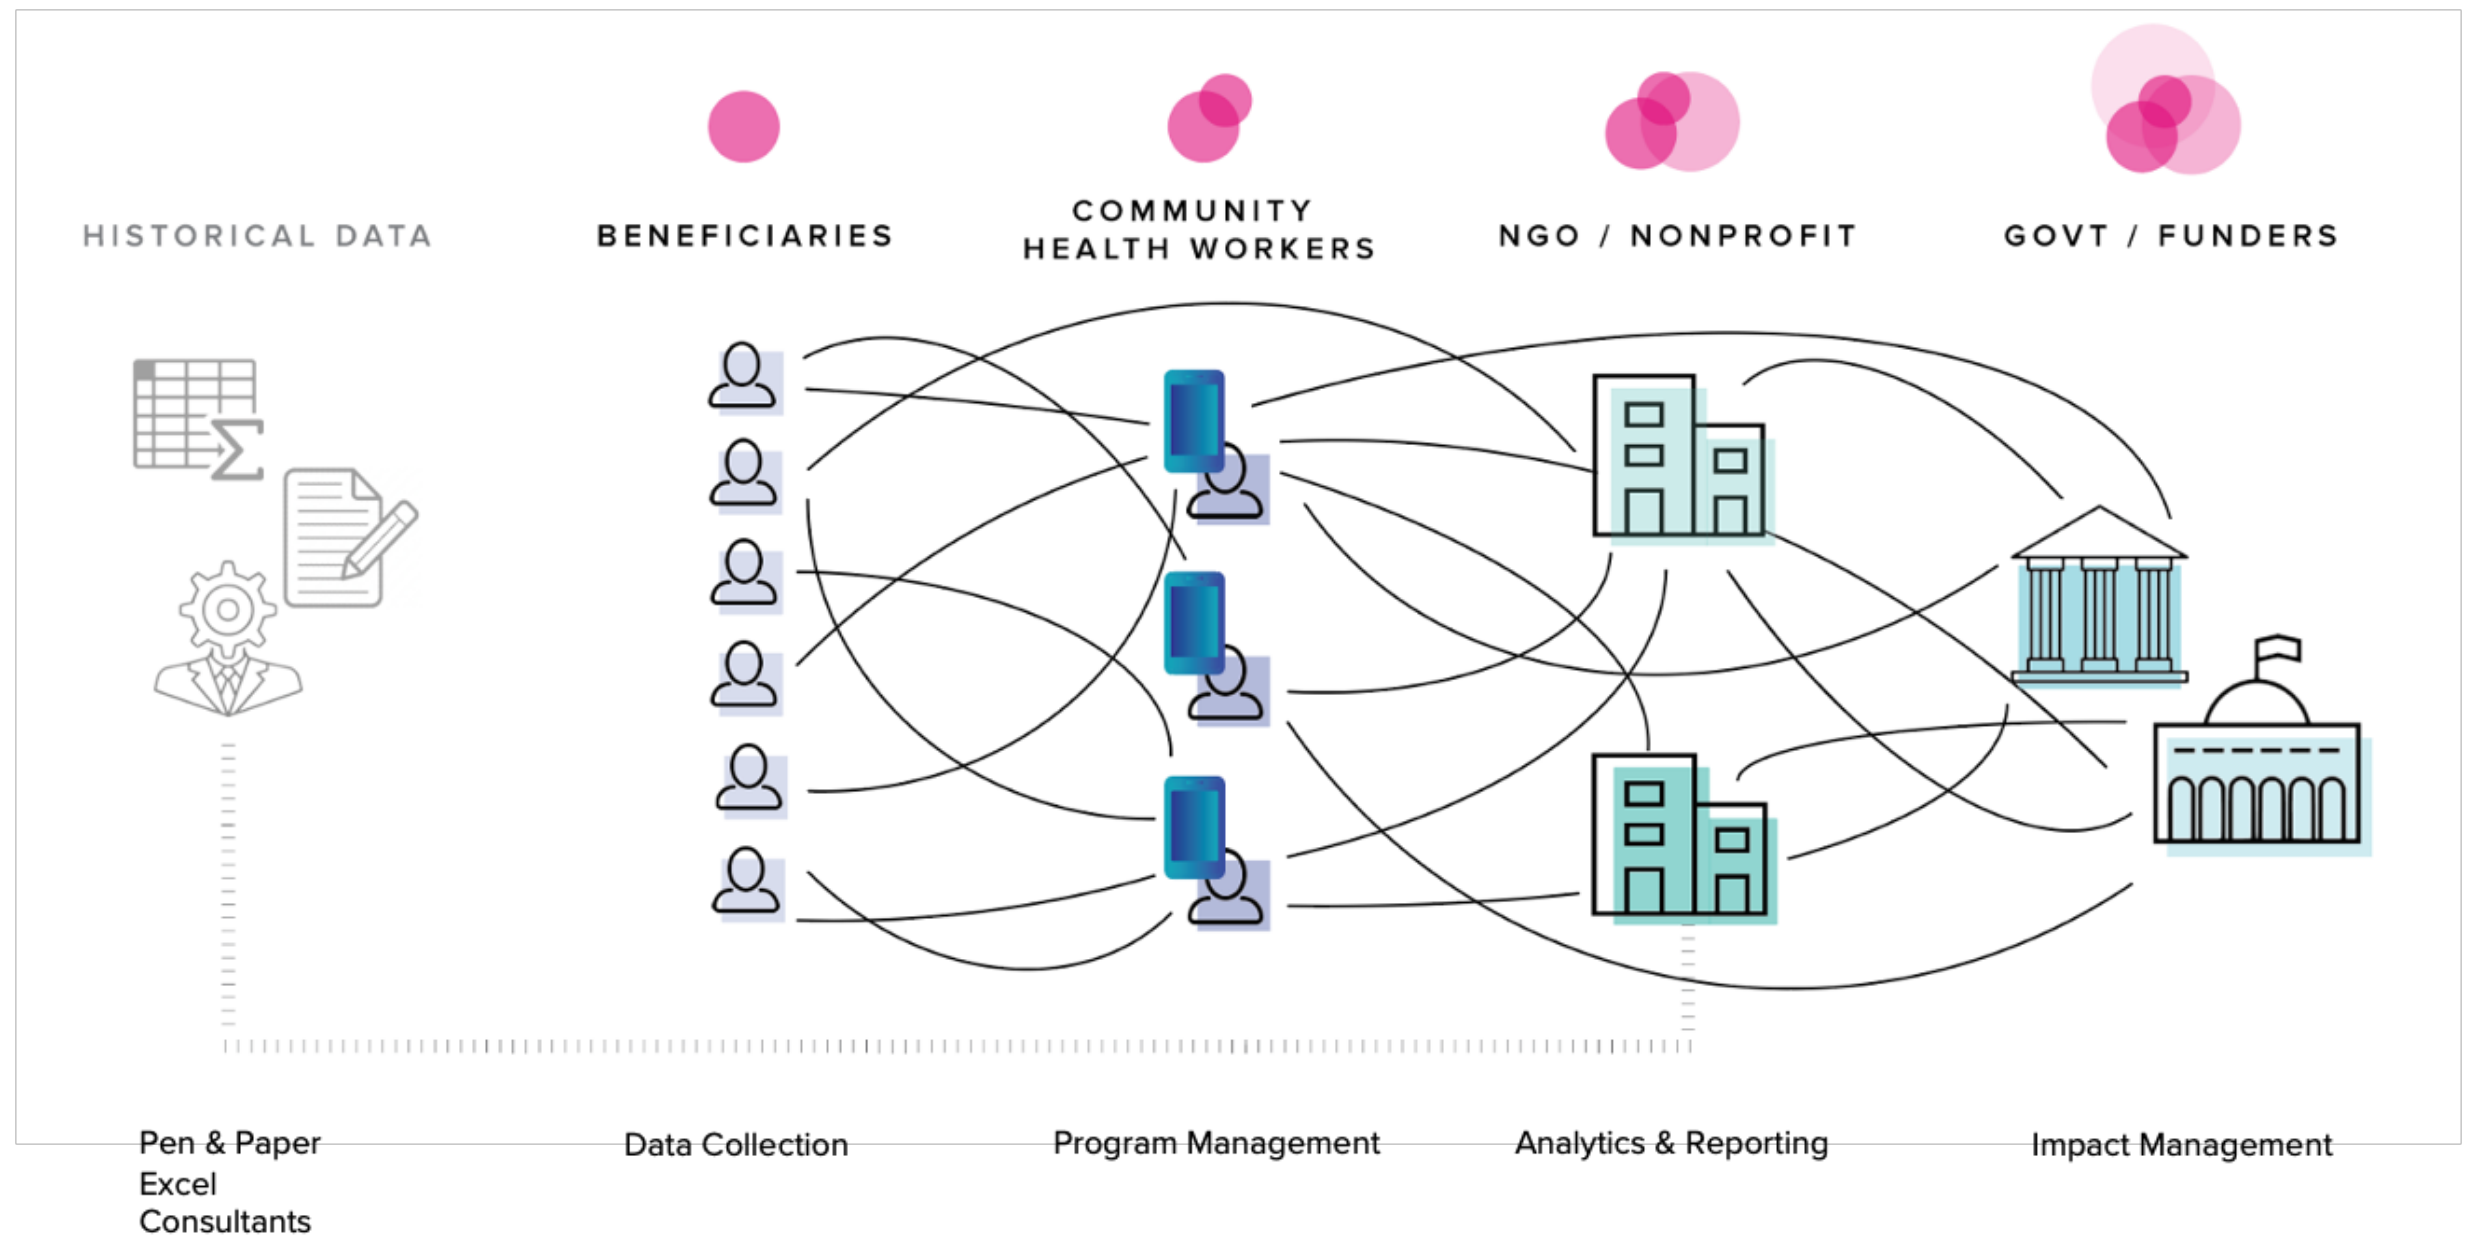 HISTORICAL DATA
BENEFICIARIES
COMMUNITY
HEALTH WORKERS
NGO / NONPROFIT
GOVT / FUNDERS
Pen & Paper
Excel
Consultants
Data Collection
Program Management
Analytics & Reporting
Impact Management